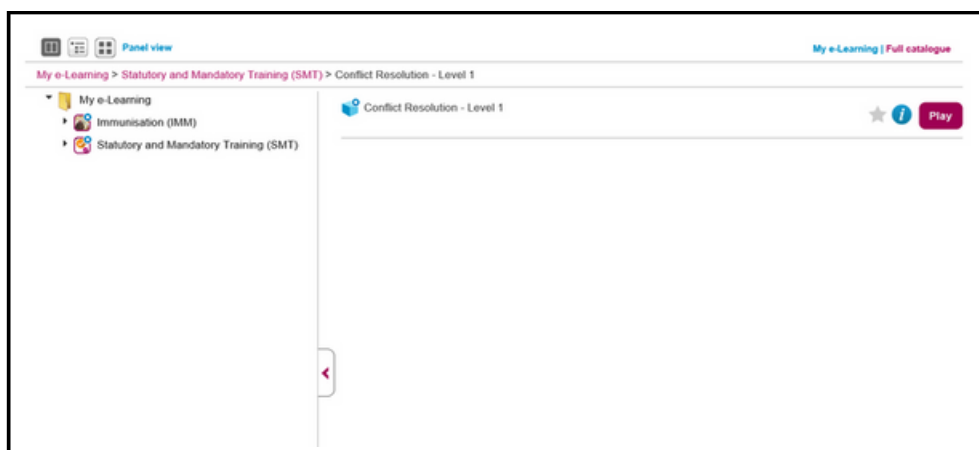 Panel view
My e-Learning | Full catalogue
My e-Learning > Statutory and Mandatory Training (SMT) > Conflict Resolution - Level 1
My e-Learning
Immunisation (IMM)
Statutory and Mandatory Training (SMT)
Conflict Resolution - Level 1
i
Play